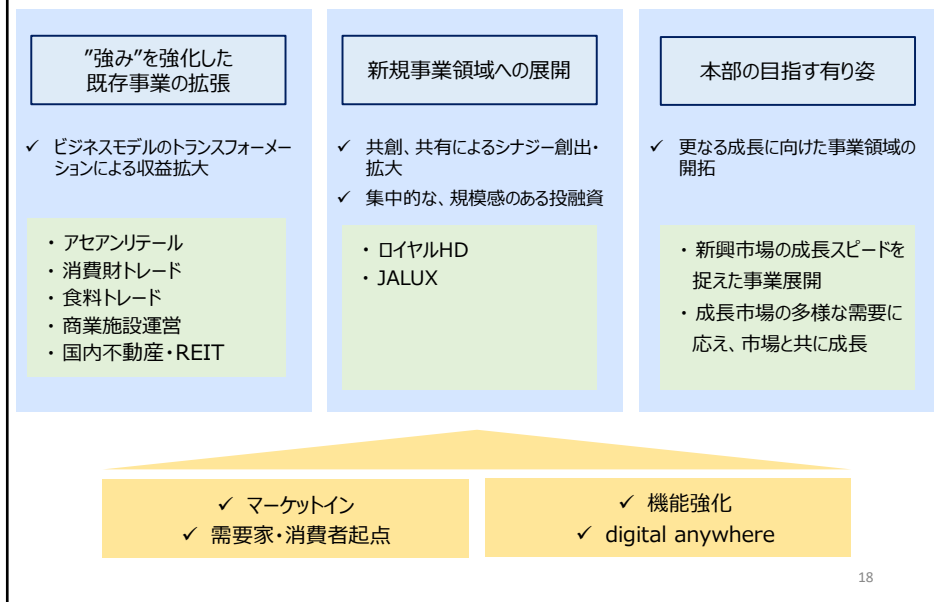 ”強み”を強化した
既存事業の拡張
✓ ビジネスモデルのトランスフォーメー
ションによる収益拡大
・アセアンリテール
・消費財トレード
・食料トレード
・商業施設運営
・国内不動産・REIT
新規事業領域への展開
✓ 共創、共有によるシナジー創出・
拡大
✓ 集中的な、規模感のある投融資
・ロイヤルHD
・JALUX
本部の目指す有り姿
✓ 更なる成長に向けた事業領域の
開拓
・新興市場の成長スピードを
捉えた事業展開
・成長市場の多様な需要に
応え、市場と共に成長
✓ マーケットイン
✓ 需要家・消費者起点
✓ 機能強化
✓ digital anywhere
18